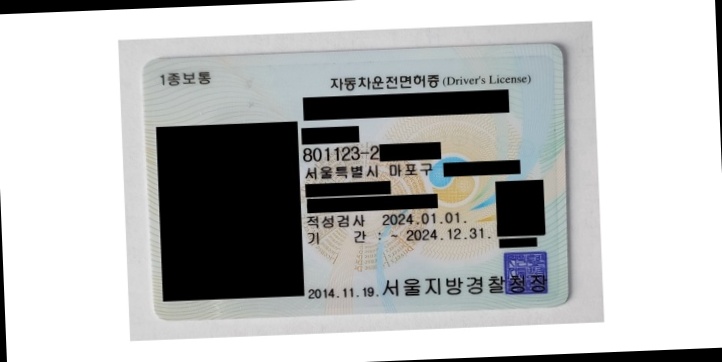 1종보통
자동차운전면허증 (Driver's License)
801123-2
서울특별시 마포구
적성검사 2024.01.01.
기 간 : ~ 2024.12.31.
2014.11.19. 서울지방경찰청장